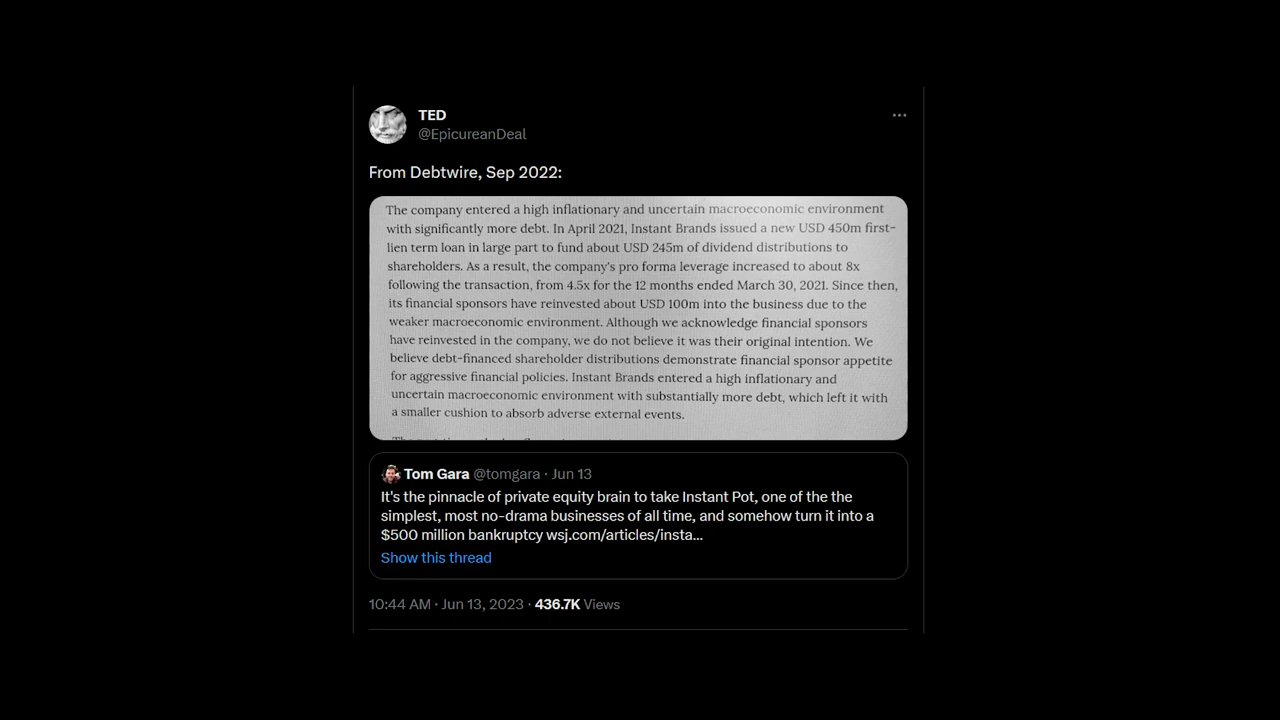 TED
@EpicureanDeal
From Debtwire, Sep 2022:
The company entered a high inflationary and uncertain macroeconomic environment
with significantly more debt. In April 2021, Instant Brands issued a new USD 450m first-
lien term loan in large part to fund about USD 245m of dividend distributions to
shareholders. As a result, the company's pro forma leverage increased to about 8x
following the transaction, from 4.5x for the 12 months ended March 30, 2021. Since then,
its financial sponsors have reinvested about USD 100m into the business due to the
weaker macroeconomic environment. Although we acknowledge financial sponsors
have reinvested in the company, we do not believe it was their original intention. We
believe debt-financed shareholder distributions demonstrate financial sponsor appetite
for aggressive financial policies. Instant Brands entered a high inflationary and
uncertain macroeconomic environment with substantially more debt, which left it with
a smaller cushion to absorb adverse external events.
Tom Gara @tomgara · Jun 13
It's the pinnacle of private equity brain to take Instant Pot, one of the the
simplest, most no-drama businesses of all time, and somehow turn it into a
$500 million bankruptcy wsj.com/articles/insta...
Show this thread
10:44 AM · Jun 13, 2023 · 436.7K Views